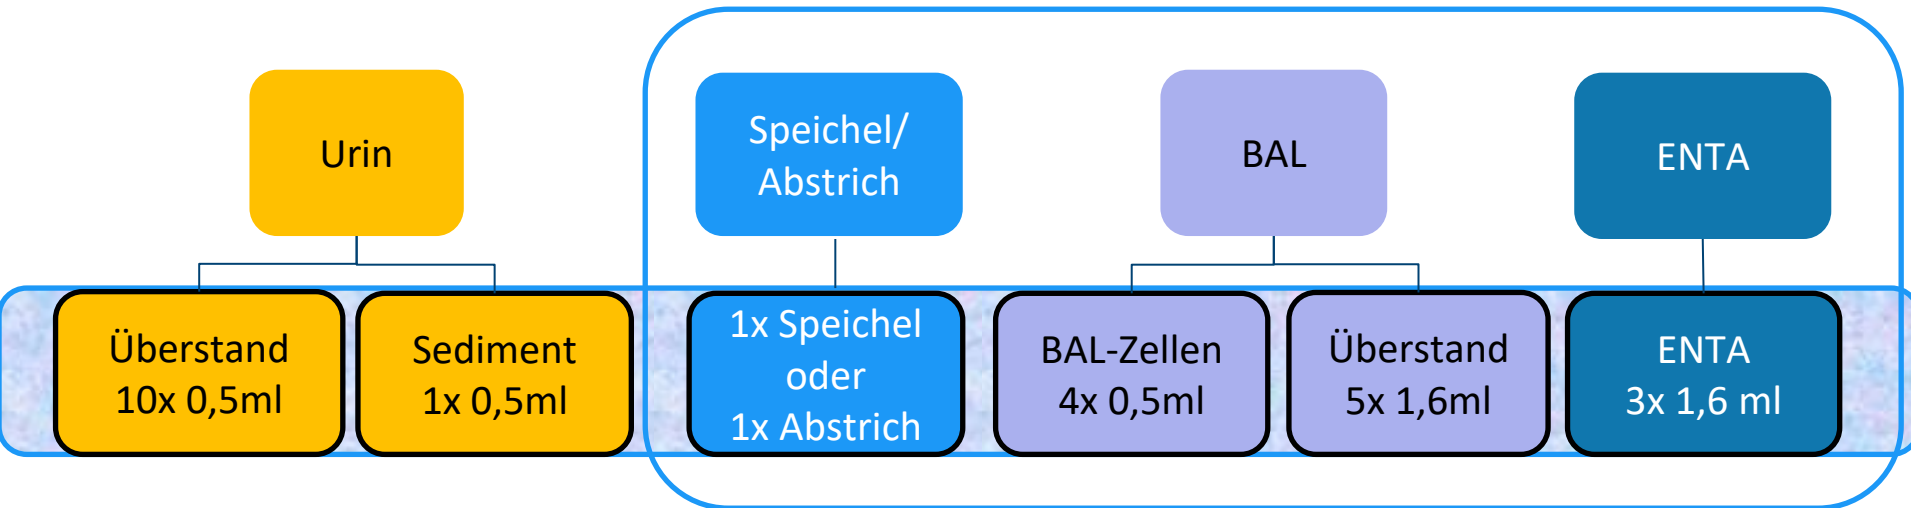 Urin
Speichel/
Abstrich
BAL
ENTA
Überstand
10x 0,5ml
Sediment
1x 0,5ml
1x Speichel
oder
1x Abstrich
BAL-Zellen
4x 0,5ml
Überstand
5x 1,6ml
ENTA
3x 1,6 ml